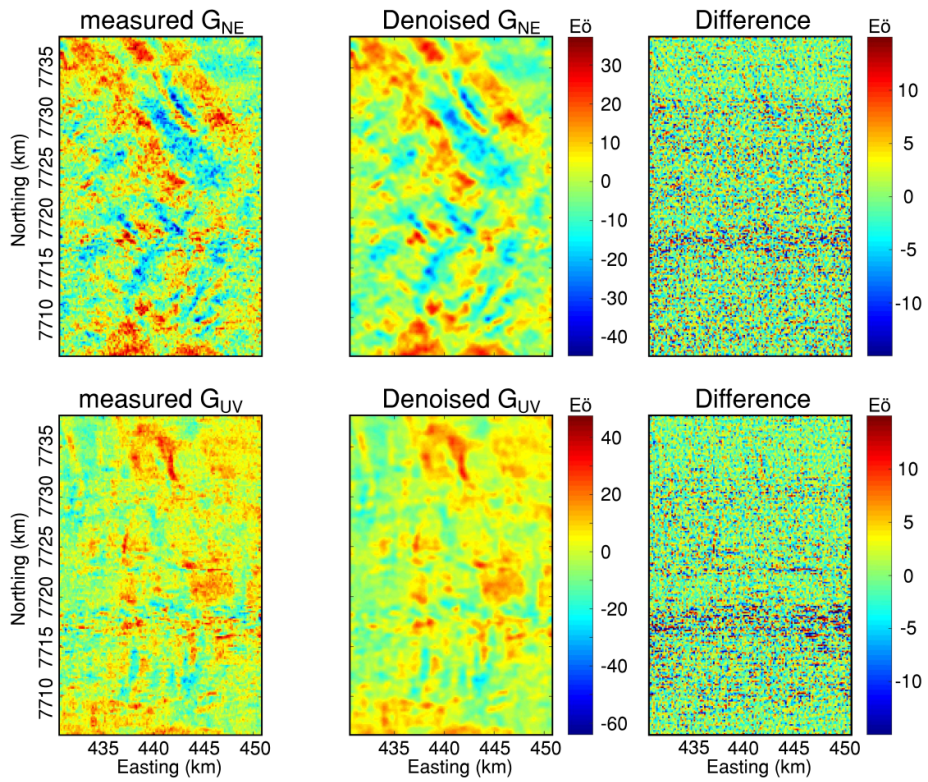 measured G_NE
Denoised G_NE
Eö
Difference
Eö
Northing (km)
7735
7730
7725
7720
7715
7710
30
20
10
0
-10
-20
-30
-40
10
5
0
-5
-10
measured G_UV
Denoised G_UV
Eö
Difference
Eö
Northing (km)
7735
7730
7725
7720
7715
7710
40
20
0
-20
-40
-60
10
5
0
-5
-10
435 440 445 450
Easting (km)
435 440 445 450
Easting (km)
435 440 445 450
Easting (km)